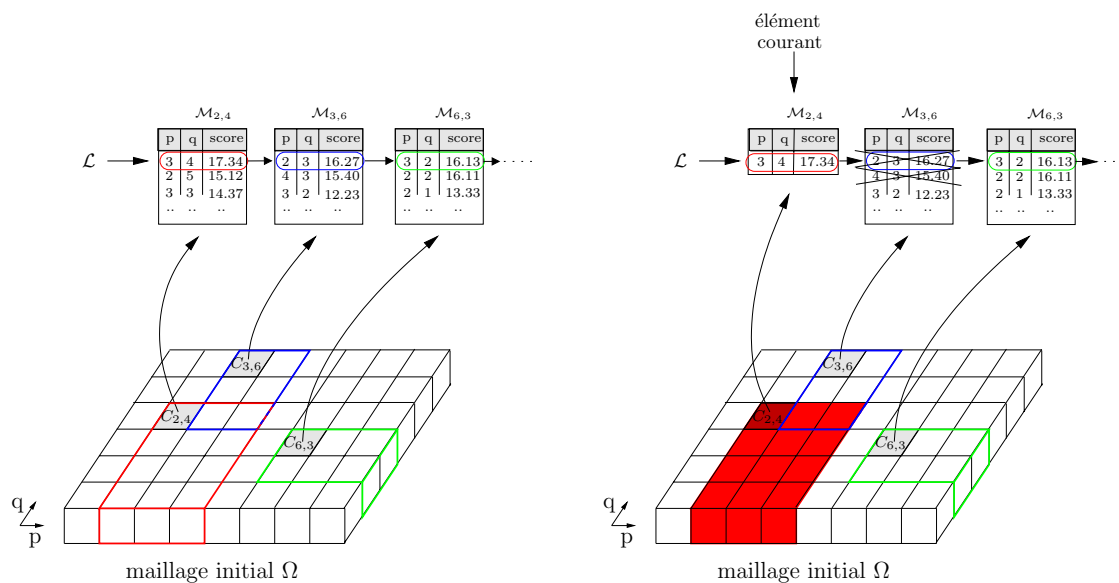 élément
courant
M2,4 M3,6 M6,3
p q score p q score p q score
L 3 4 17.34 2 3 16.27 3 2 16.13 . . . .
2 5 15.12 4 3 15.40 2 2 16.11
3 3 14.37 3 2 12.23 2 1 13.33
.. .. .. .. .. .. .. .. ..
C3,6
C2,4
C6,3
q
p
maillage initial Ω
M2,4 M3,6 M6,3
p q score p q score p q score
L 3 4 17.34 2 3 16.27 3 2 16.13 . . . .
4 3 15.40 2 2 16.11
3 2 12.23 2 1 13.33
.. .. .. .. .. ..
C3,6
C2,4
C6,3
q
p
maillage initial Ω